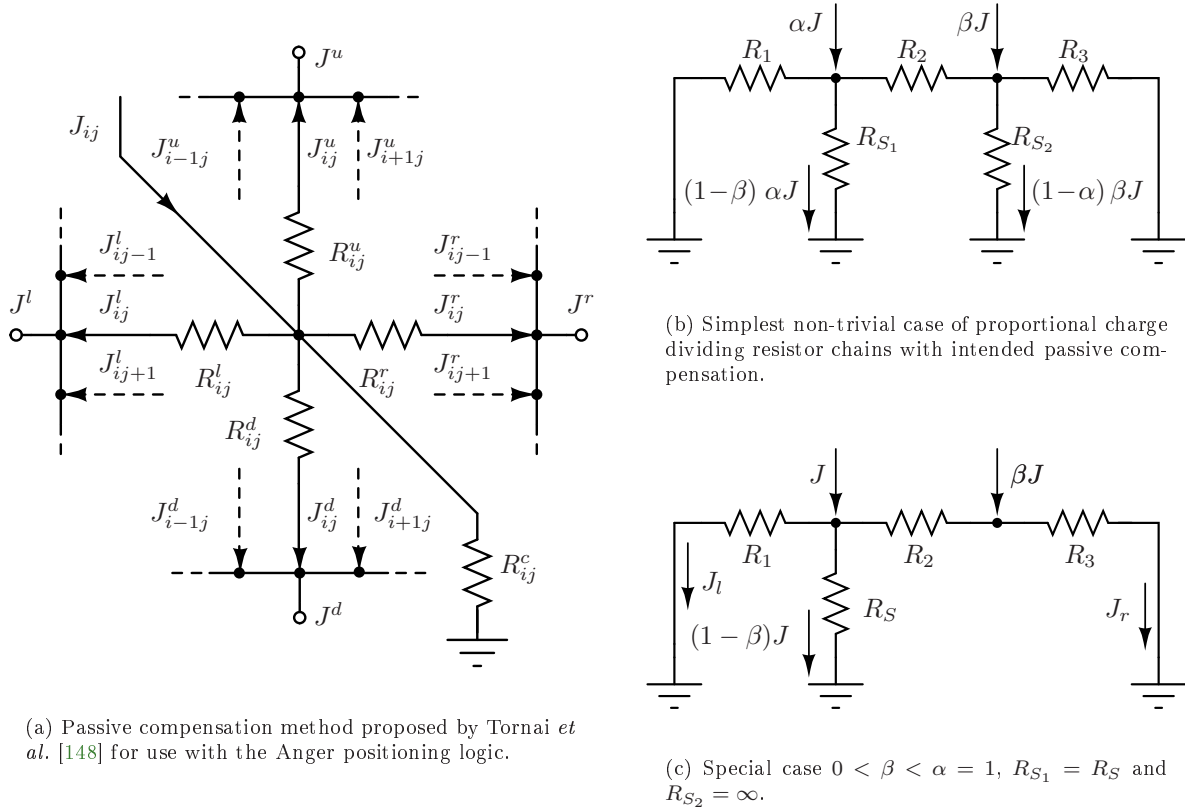 J^u
J_{ij}
J^u_{i-1j}
J^u_{ij}
J^u_{i+1j}
R^u_{ij}
J^l_{ij-1}
J^r_{ij-1}
J^l
J^l_{ij}
J^r_{ij}
J^r
J^l_{ij+1}
J^r_{ij+1}
R^l_{ij}
R^r_{ij}
R^d_{ij}
J^d_{i-1j}
J^d_{ij}
J^d_{i+1j}
R^c_{ij}
J^d
(a) Passive compensation method proposed by Tornai et
al. [148] for use with the Anger positioning logic.
αJ
βJ
R_1
R_2
R_3
R_{S_1}
R_{S_2}
(1−β) αJ
(1−α) βJ
(b) Simplest non-trivial case of proportional charge
dividing resistor chains with intended passive com-
pensation.
J
βJ
R_1
R_2
R_3
J_l
R_S
J_r
(1 − β)J
(c) Special case 0 < β < α = 1, R_{S_1} = R_S and
R_{S_2} = ∞.